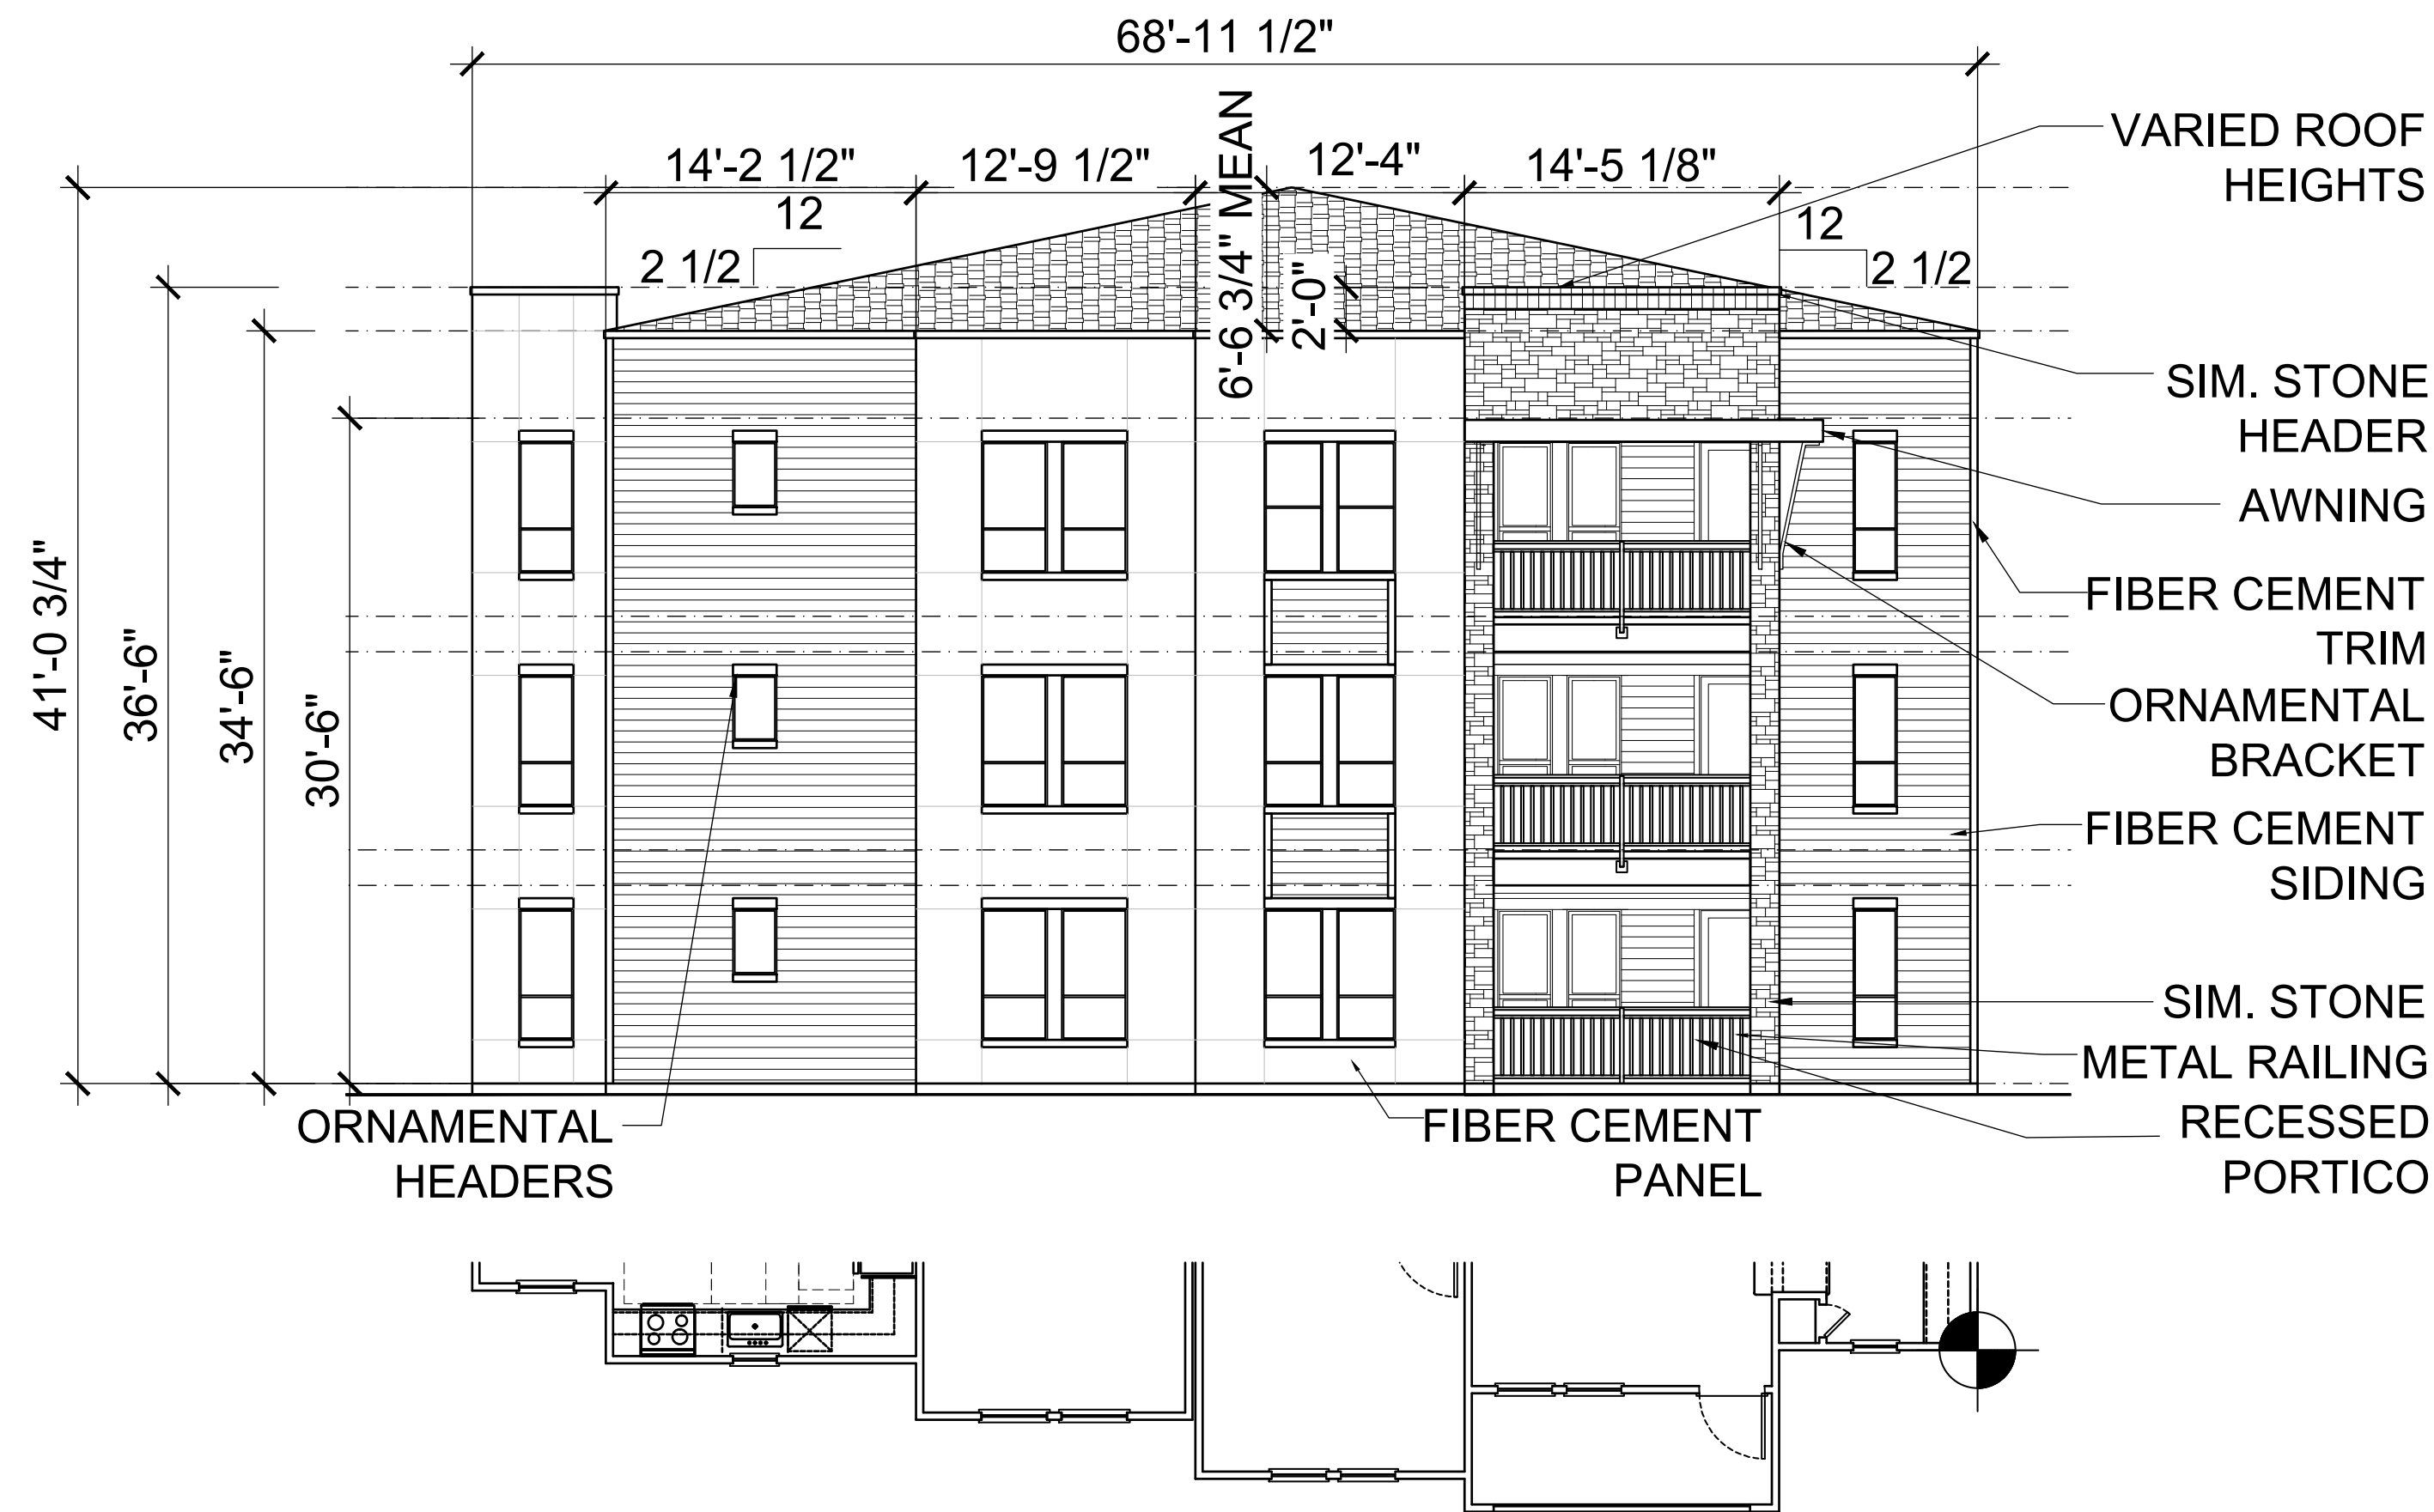 68'-11 1/2"
6'-6 3/4" MEAN
14'-2 1/2"
12'-9 1/2"
12'-4"
14'-5 1/8"
12
2 1/2
2'-0"
12
2 1/2
41'-0 3/4"
36'-6"
34'-6"
30'-6"
VARIED ROOF
HEIGHTS
SIM. STONE
HEADER
AWNING
FIBER CEMENT
TRIM
ORNAMENTAL
BRACKET
FIBER CEMENT
SIDING
SIM. STONE
METAL RAILING
RECESSED
PORTICO
ORNAMENTAL
HEADERS
FIBER CEMENT
PANEL